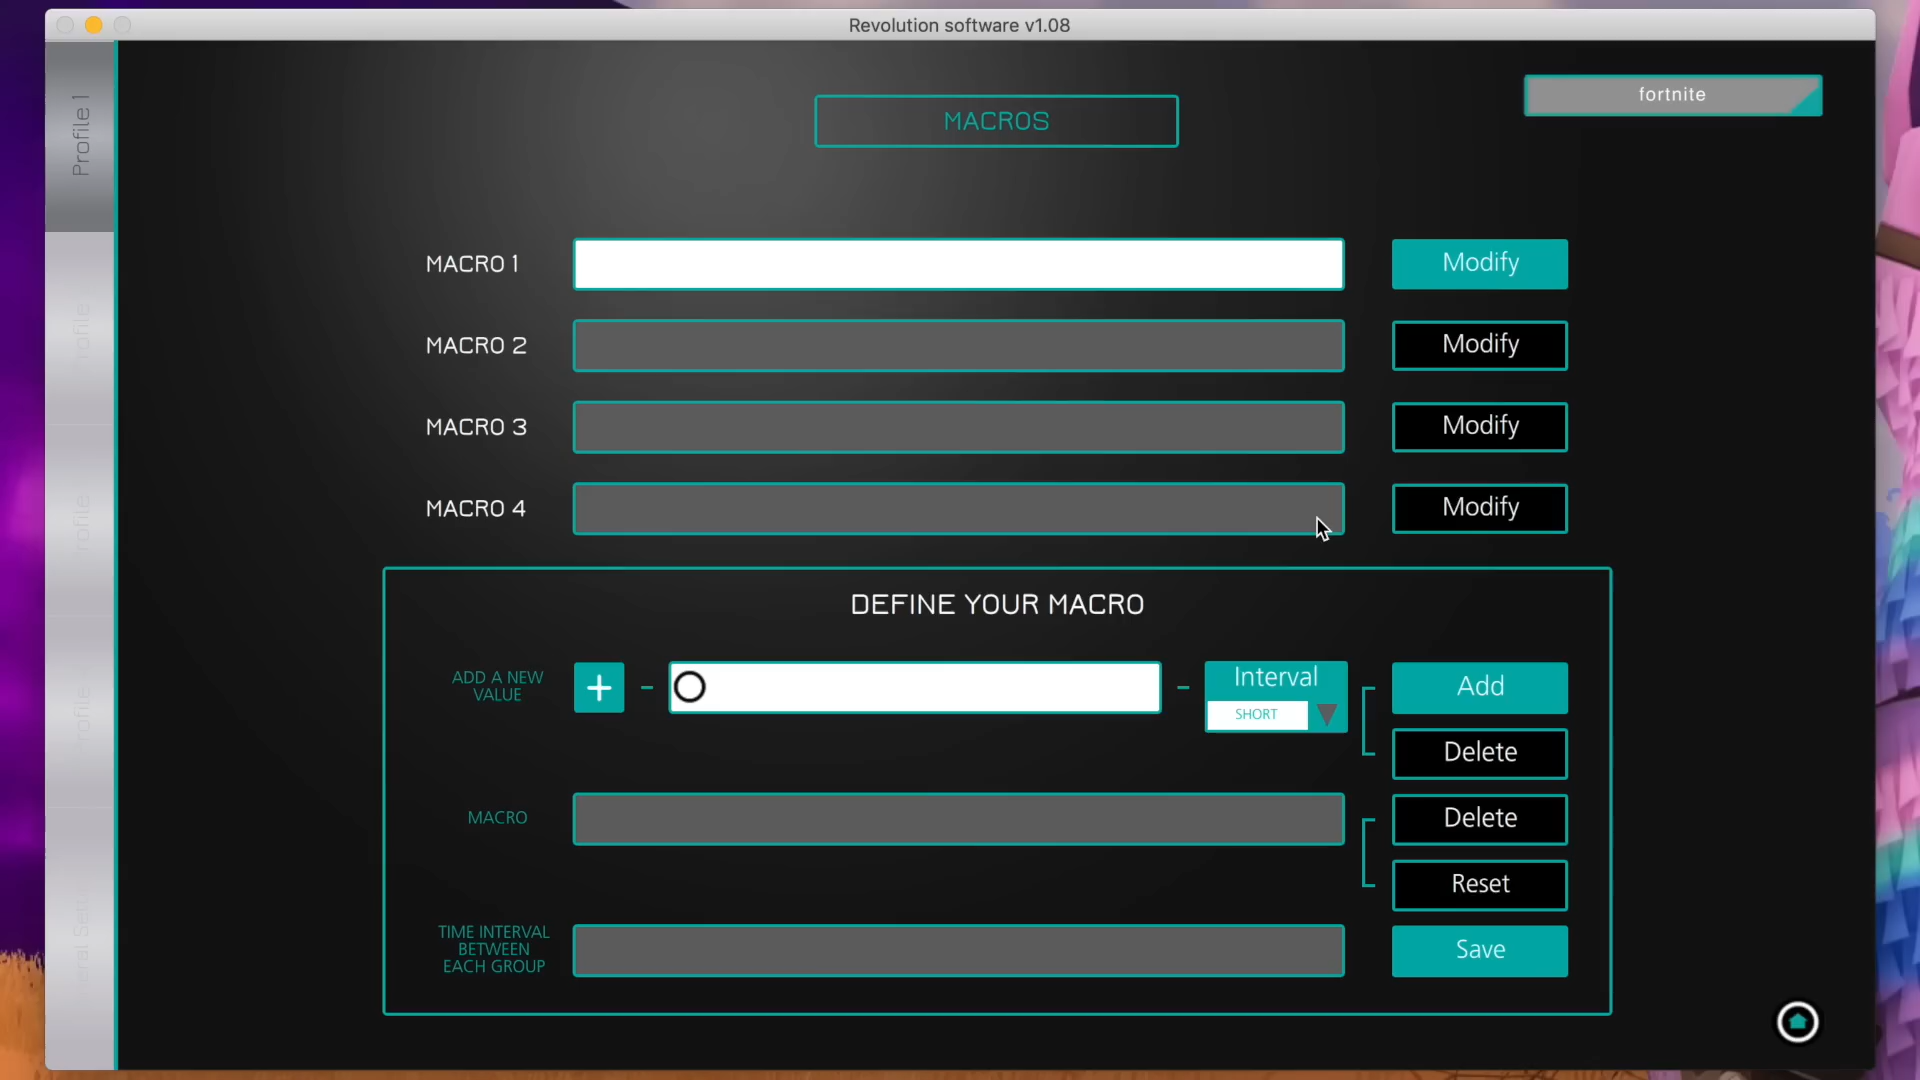 Revolution software v1.08
Profile 1
fortnite
MACROS
MACRO 1
Modify
MACRO 2
Modify
MACRO 3
Modify
MACRO 4
Modify
DEFINE YOUR MACRO
ADD A NEW
VALUE
+
-
-
Interval
SHORT
Add
Delete
MACRO
Delete
Reset
TIME INTERVAL
BETWEEN
EACH GROUP
Save